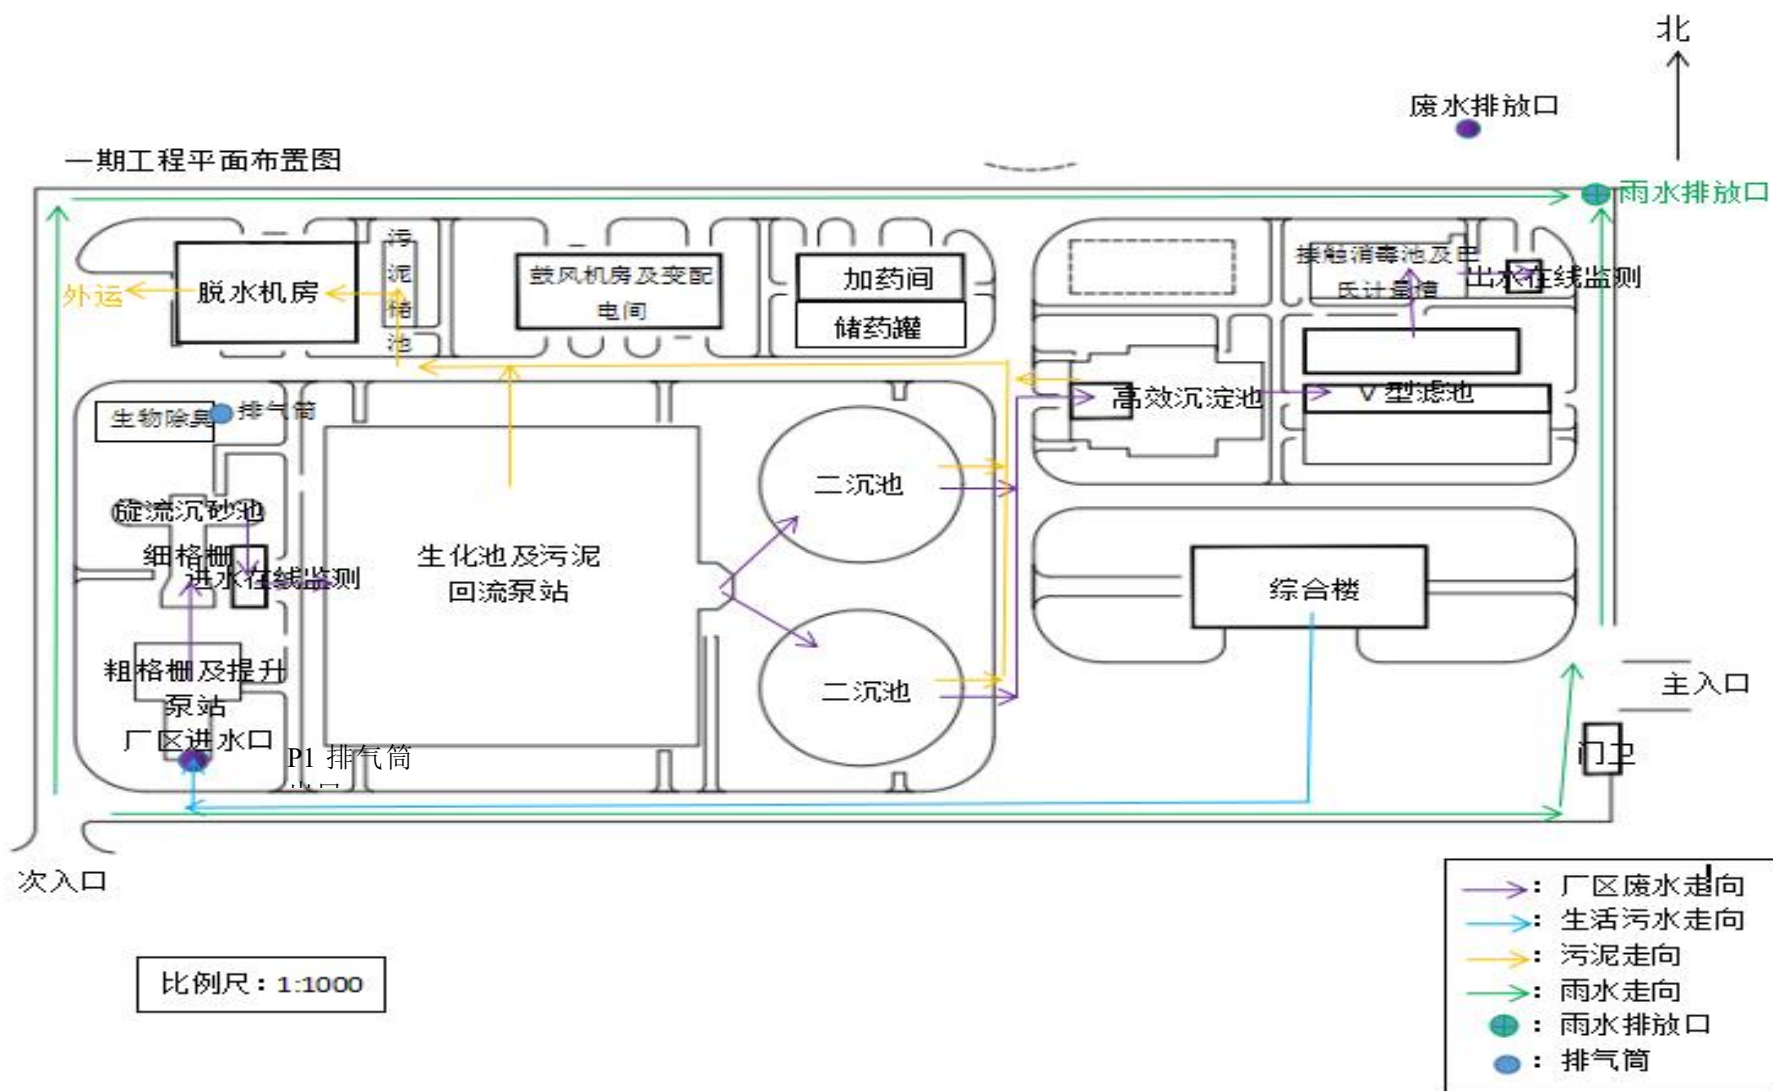 北
废水排放口
一期工程平面布置图
雨水排放口
污
泥
储
池
脱水机房
外运
鼓风机房及变配
电间
加药间
储药罐
接触消毒池及巴
氏计量槽
出水在线监测
生物除臭
排气筒
高效沉淀池
V型滤池
旋流沉砂池
细格栅
进水在线监测
生化池及污泥
回流泵站
二沉池
二沉池
综合楼
粗格栅及提升
泵站
厂区进水口
P1 排气筒
主入口
门卫
次入口
比例尺：1:1000
：厂区废水走向
：生活污水走向
：污泥走向
：雨水走向
：雨水排放口
：排气筒